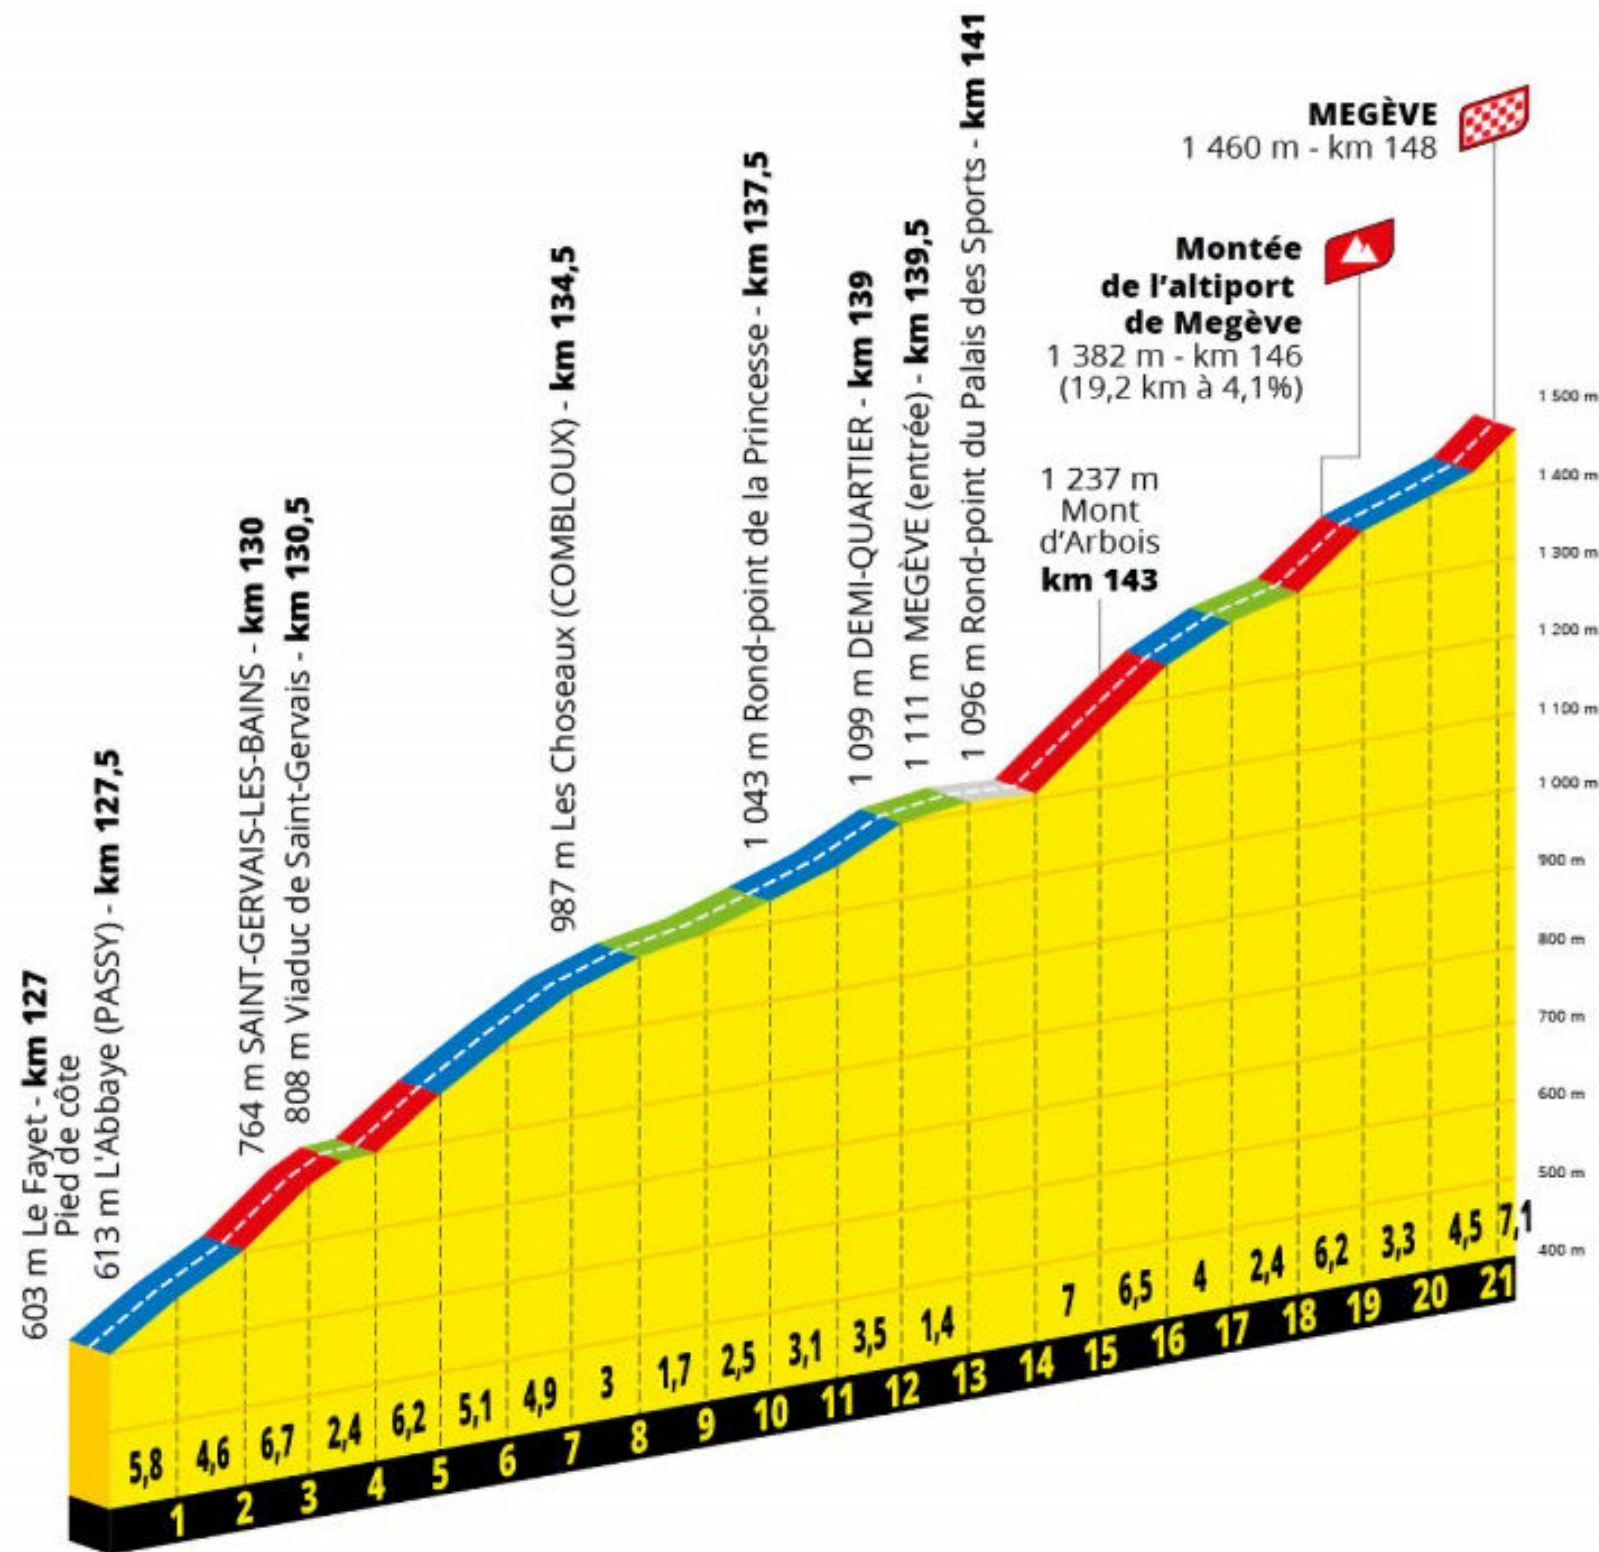 603 m Le Fayet - km 127
Pied de côte
613 m L'Abbaye (PASSY) - km 127,5
764 m SAINT-GERVAIS-LES-BAINS - km 130
808 m Viaduc de Saint-Gervais - km 130,5
987 m Les Choseaux (COMBLOUX) - km 134,5
1 043 m Rond-point de la Princesse - km 137,5
1 099 m DEMI-QUARTIER - km 139
1 111 m MEGÈVE (entrée) - km 139,5
1 096 m Rond-point du Palais des Sports - km 141
1 237 m
Mont
d'Arbois
km 143
Montée
de l'altiport
de Megève
1 382 m - km 146
(19,2 km à 4,1%)
MEGÈVE
1 460 m - km 148
1 500 m
1 400 m
1 300 m
1 200 m
1 100 m
1 000 m
900 m
800 m
700 m
600 m
500 m
400 m
5,8 4,6 6,7 2,4 6,2 5,1 4,9 3 1,7 2,5 3,1 3,5 1,4 7 6,5 4 2,4 6,2 3,3 4,5 7,1
1 2 3 4 5 6 7 8 9 10 11 12 13 14 15 16 17 18 19 20 21